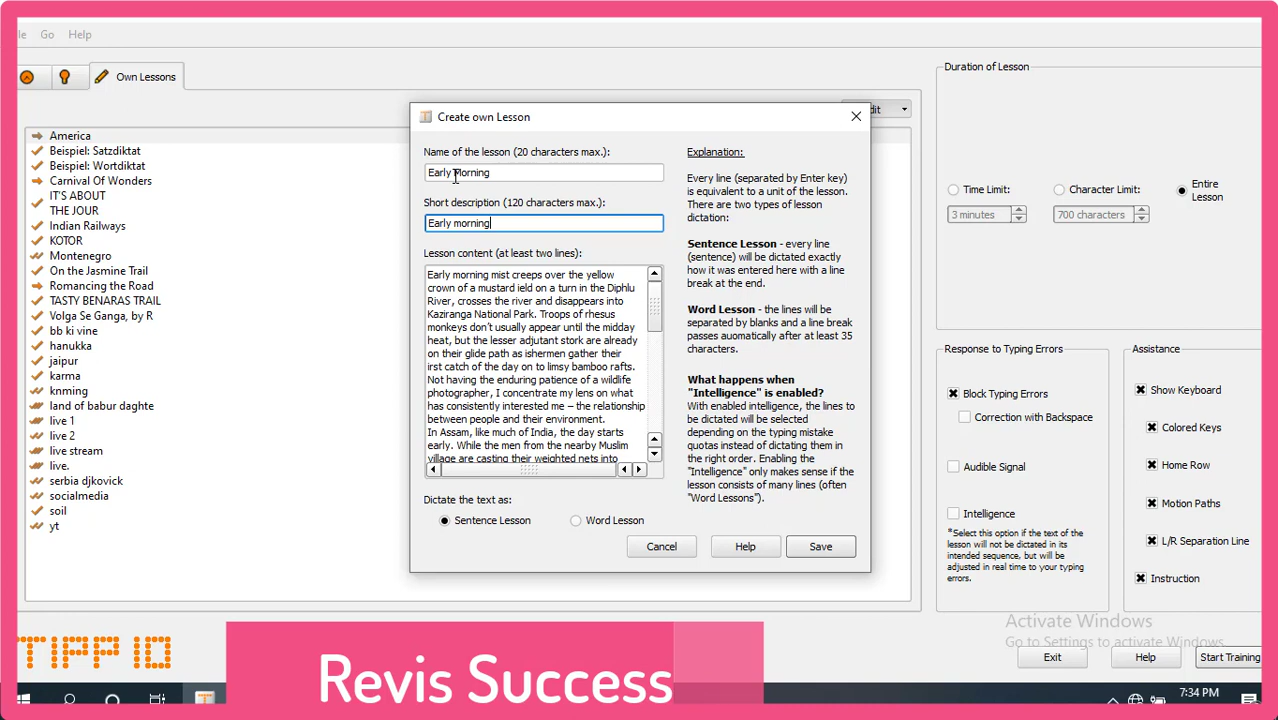 le Go Help
Own Lessons
America
Beispiel: Satzdiktat
Beispiel: Wortdiktat
Carnival Of Wonders
IT'S ABOUT
THE JOUR
Indian Railways
KOTOR
Montenegro
On the Jasmine Trail
Romancing the Road
TASTY BENARAS TRAIL
Volga Se Ganga, by R
bb ki vine
hanukka
jaipur
karma
knming
land of babur daghte
live 1
live 2
live stream
live.
serbia djkovick
socialmedia
soil
yt
dit
Create own Lesson
Name of the lesson (20 characters max.):
Early Morning
Short description (120 characters max.):
Early morning
Lesson content (at least two lines):
Early morning mist creeps over the yellow
crown of a mustard ield on a turn in the Diphlu
River, crosses the river and disappears into
Kaziranga National Park. Troops of rhesus
monkeys don't usually appear until the midday
heat, but the lesser adjutant stork are already
on their glide path as ishermen gather their
irst catch of the day on to limsy bamboo rafts.
Not having the enduring patience of a wildlife
photographer, I concentrate my lens on what
has consistently interested me – the relationship
between people and their environment.
In Assam, like much of India, the day starts
early. While the men from the nearby Muslim
village are casting their weighted nets into
Dictate the text as:
Sentence Lesson Word Lesson
Explanation:
Every line (separated by Enter key)
is equivalent to a unit of the lesson.
There are two types of lesson
dictation:
Sentence Lesson - every line
(sentence) will be dictated exactly
how it was entered here with a line
break at the end.
Word Lesson - the lines will be
separated by blanks and a line break
passes auomatically after at least 35
characters.
What happens when
"Intelligence" is enabled?
With enabled intelligence, the lines to
be dictated will be selected
depending on the typing mistake
quotas instead of dictating them in
the right order. Enabling the
"Intelligence" only makes sense if the
lesson consists of many lines (often
"Word Lessons").
Cancel Help Save
Duration of Lesson
Time Limit: Character Limit: Entire
Lesson
3 minutes 700 characters
Response to Typing Errors
Block Typing Errors
Correction with Backspace
Audible Signal
Intelligence
*Select this option if the text of the
lesson will not be dictated in its
intended sequence, but will be
adjusted in real time to your typing
errors.
Assistance
Show Keyboard
Colored Keys
Home Row
Motion Paths
L/R Separation Line
Instruction
Activate Windows
Go to Settings to activate Windows.
Exit Help Start Training
TIPP 10
Revis Success
7:34 PM